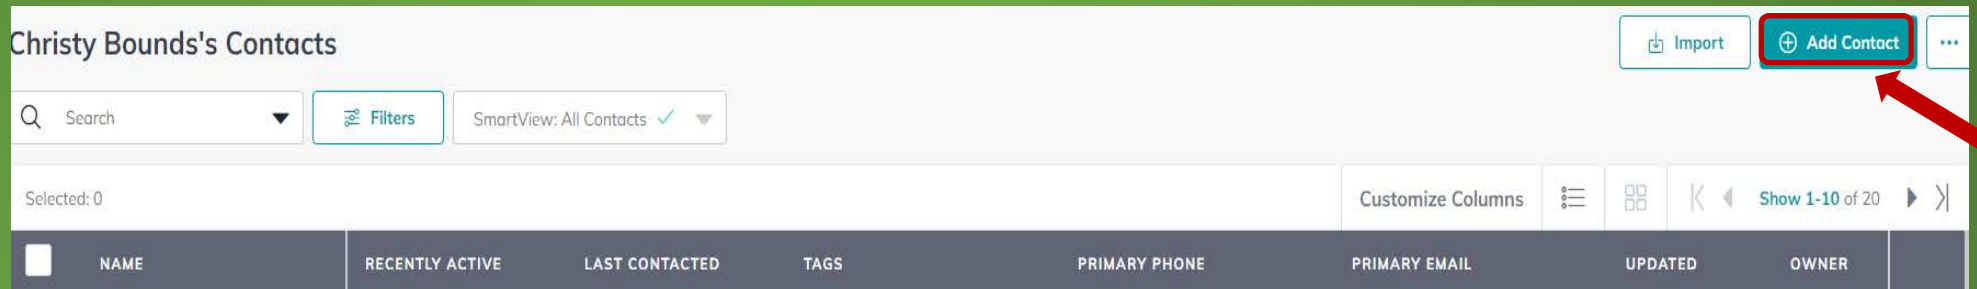 Christy Bounds's Contacts
Import
Add Contact
Search
Filters
SmartView: All Contacts
Selected: 0
Customize Columns
Show 1-10 of 20
NAME RECENTLY ACTIVE LAST CONTACTED TAGS PRIMARY PHONE PRIMARY EMAIL UPDATED OWNER